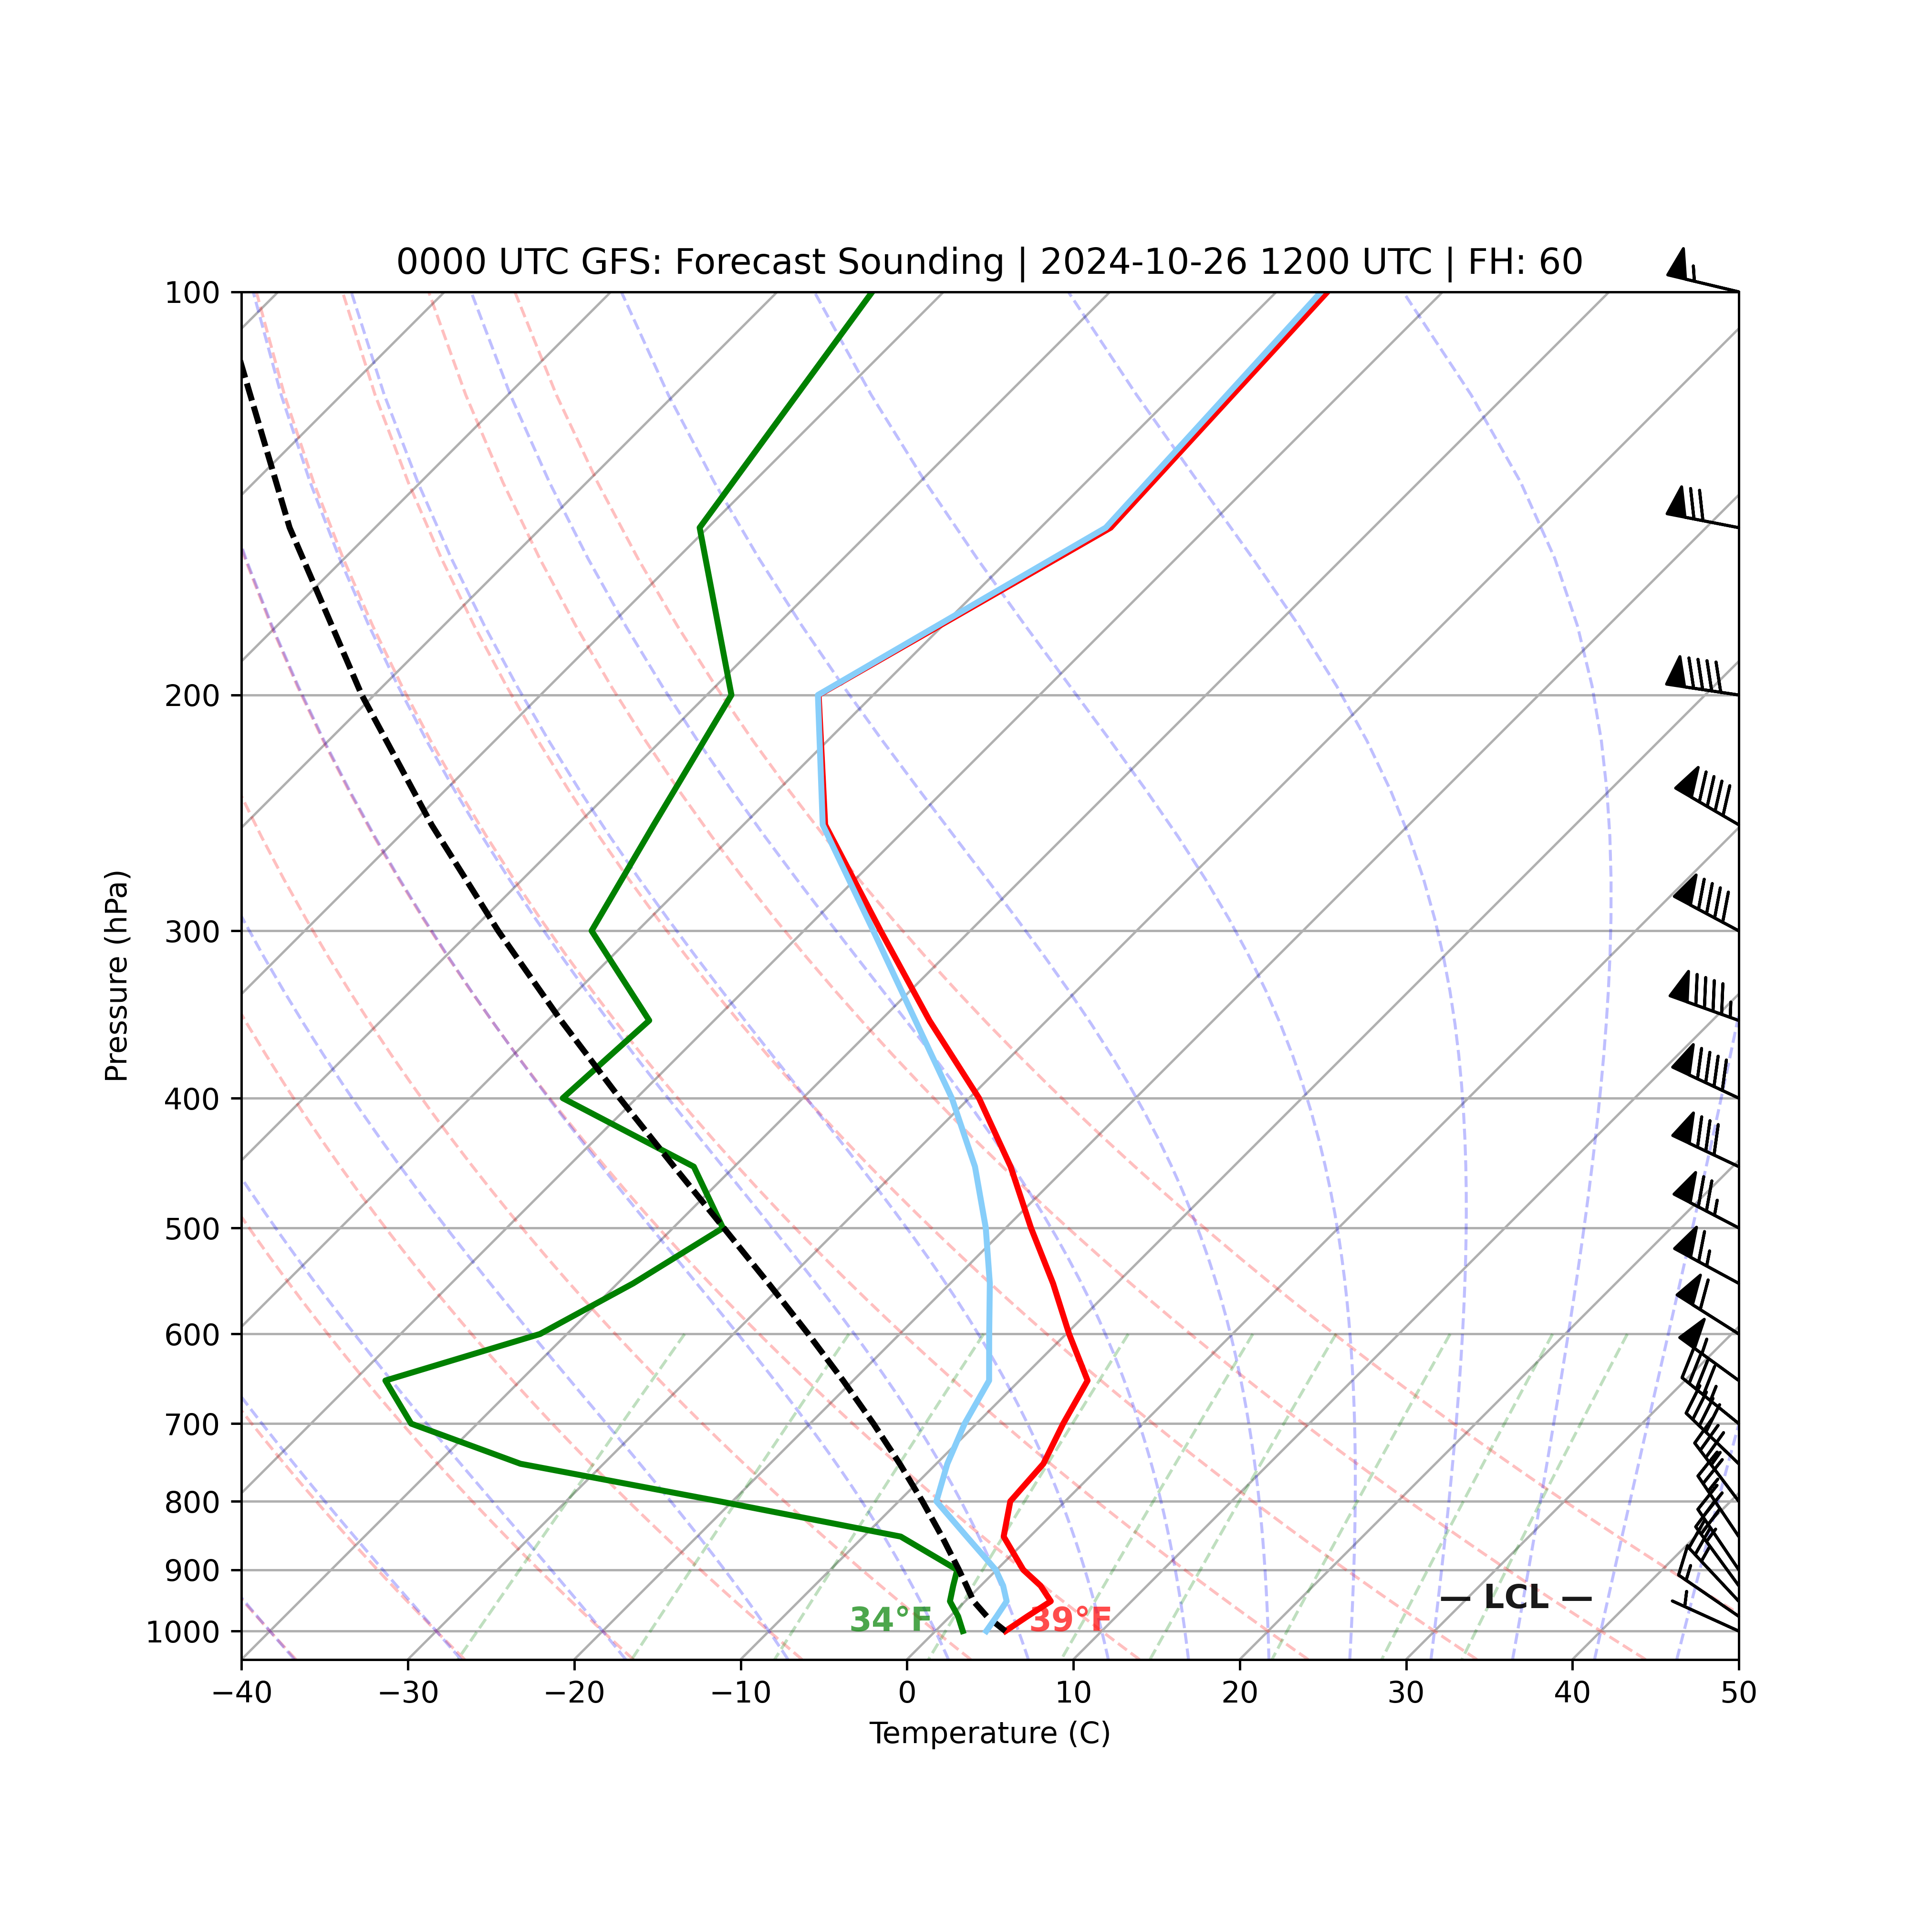 0000 UTC GFS: Forecast Sounding | 2024-10-26 1200 UTC | FH: 60
100
200
300
400
500
600
700
800
900
1000
Pressure (hPa)
— LCL —
34°F 39°F
−40 −30 −20 −10 0 10 20 30 40 50
Temperature (C)